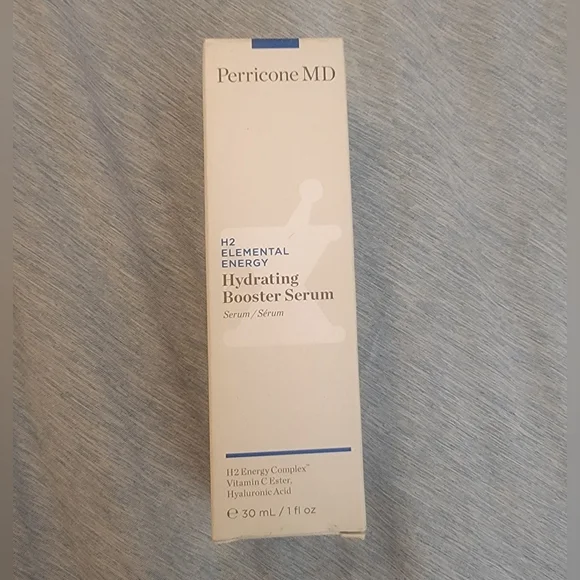 Perricone MD
H2
ELEMENTAL
ENERGY
Hydrating
Booster Serum
Serum / Sérum
H2 Energy Complex™
Vitamin C Ester,
Hyaluronic Acid
℮ 30 mL / 1 fl oz